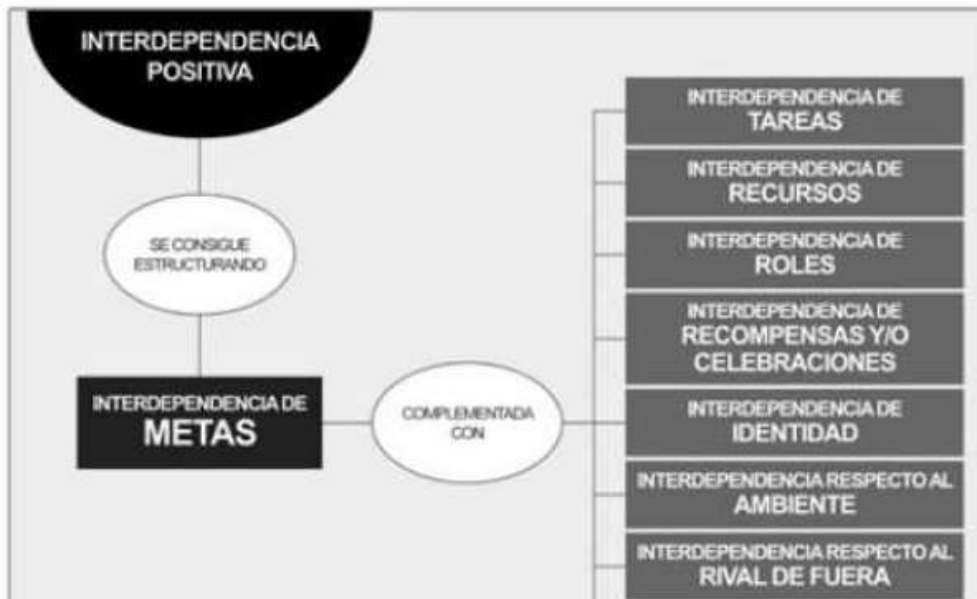 INTERDEPENDENCIA
POSITIVA
SE CONSIGUE
ESTRUCTURANDO
INTERDEPENDENCIA DE
METAS
COMPLEMENTADA
CON
INTERDEPENDENCIA DE
TAREAS
INTERDEPENDENCIA DE
RECURSOS
INTERDEPENDENCIA DE
ROLES
INTERDEPENDENCIA DE
RECOMPENSAS Y/O
CELEBRACIONES
INTERDEPENDENCIA DE
IDENTIDAD
INTERDEPENDENCIA RESPECTO AL
AMBIENTE
INTERDEPENDENCIA RESPECTO AL
RIVAL DE FUERA